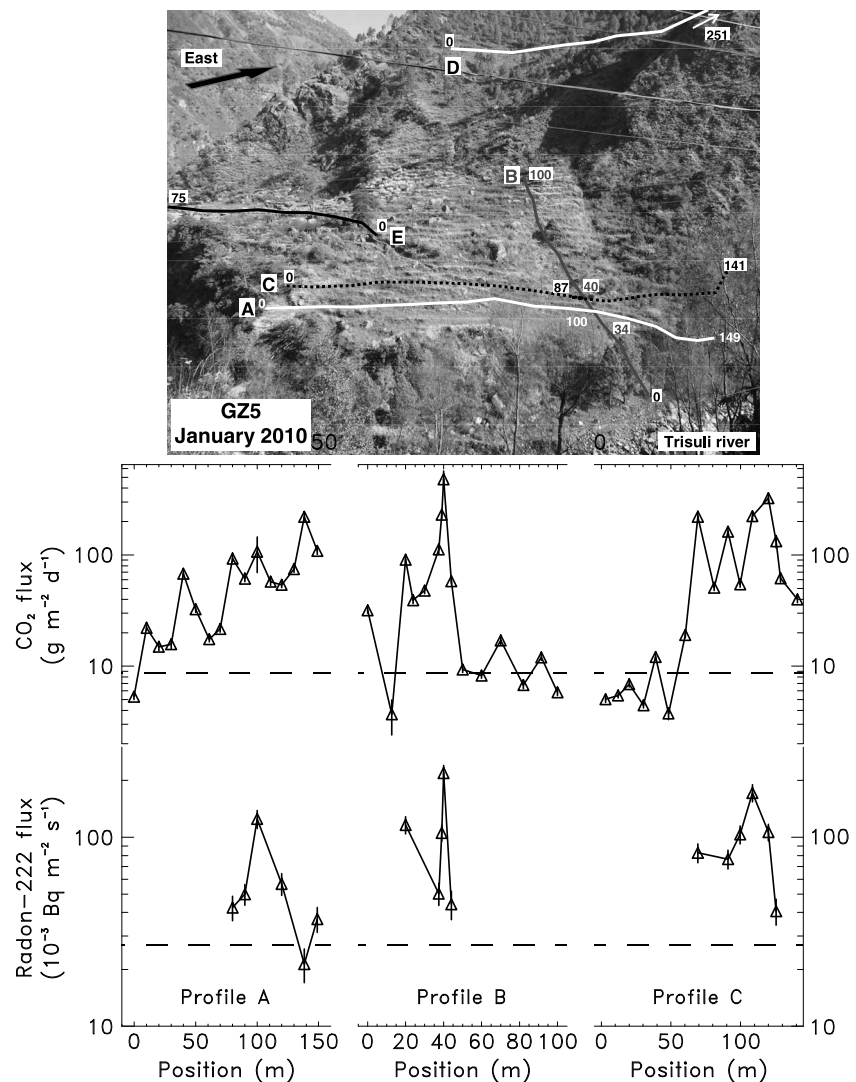 0
251
East
D
B 100
75
0
E
C 0
141
87 40
A 0
100
34
149
0
GZ5
January 2010
50
0
Trisuli river
CO₂ flux
(g m⁻² d⁻¹)
100
10
100
10
Radon−222 flux
(10⁻³ Bq m⁻² s⁻¹)
100
10
100
10
Profile A
Profile B
Profile C
0 50 100 150
0 20 40 60 80 100
0 50 100
Position (m)
Position (m)
Position (m)